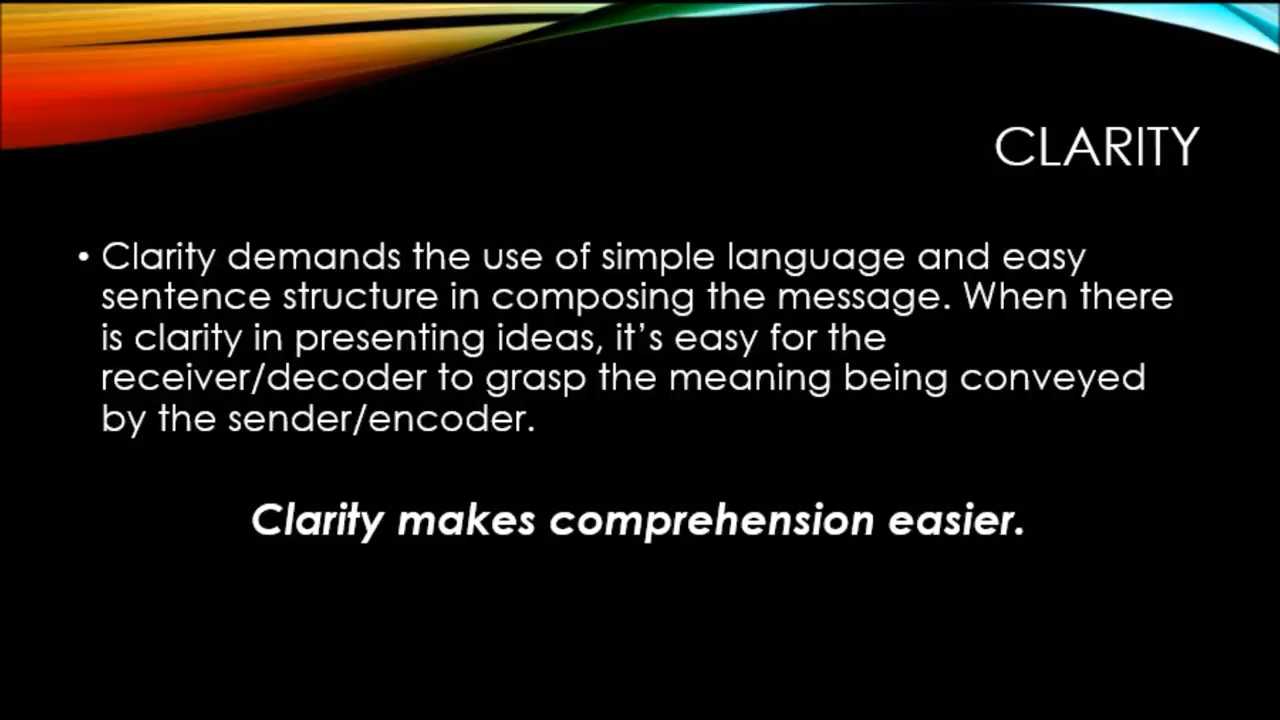 CLARITY
• Clarity demands the use of simple language and easy
sentence structure in composing the message. When there
is clarity in presenting ideas, it’s easy for the
receiver/decoder to grasp the meaning being conveyed
by the sender/encoder.
Clarity makes comprehension easier.